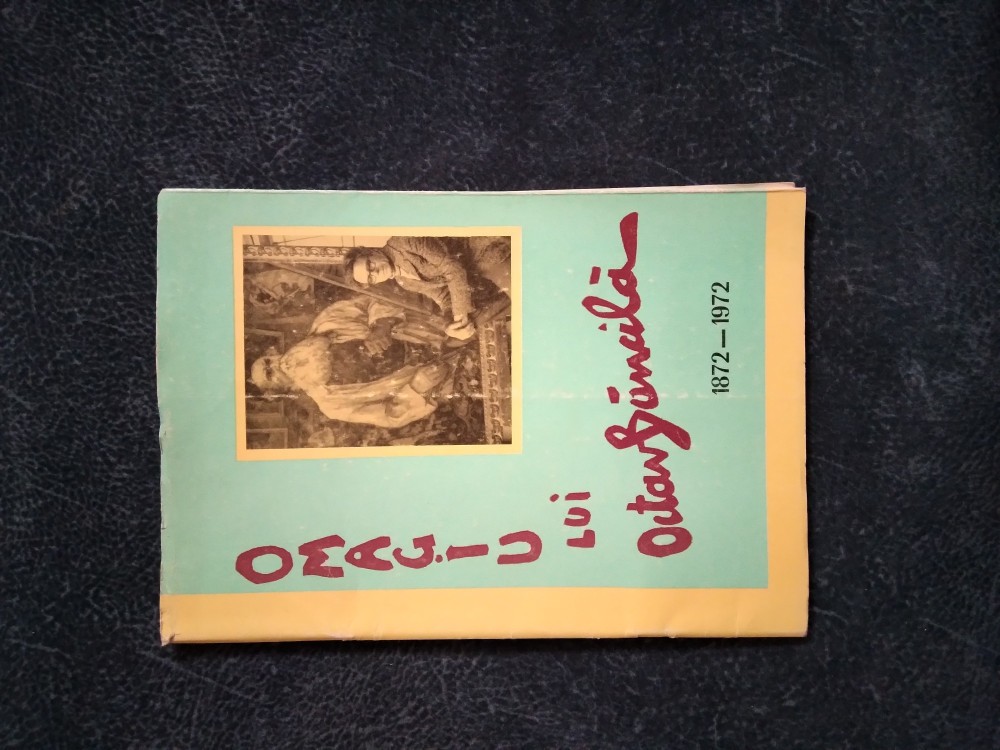 OMAGIU
LUI
Octav Băncilă
1872—1972